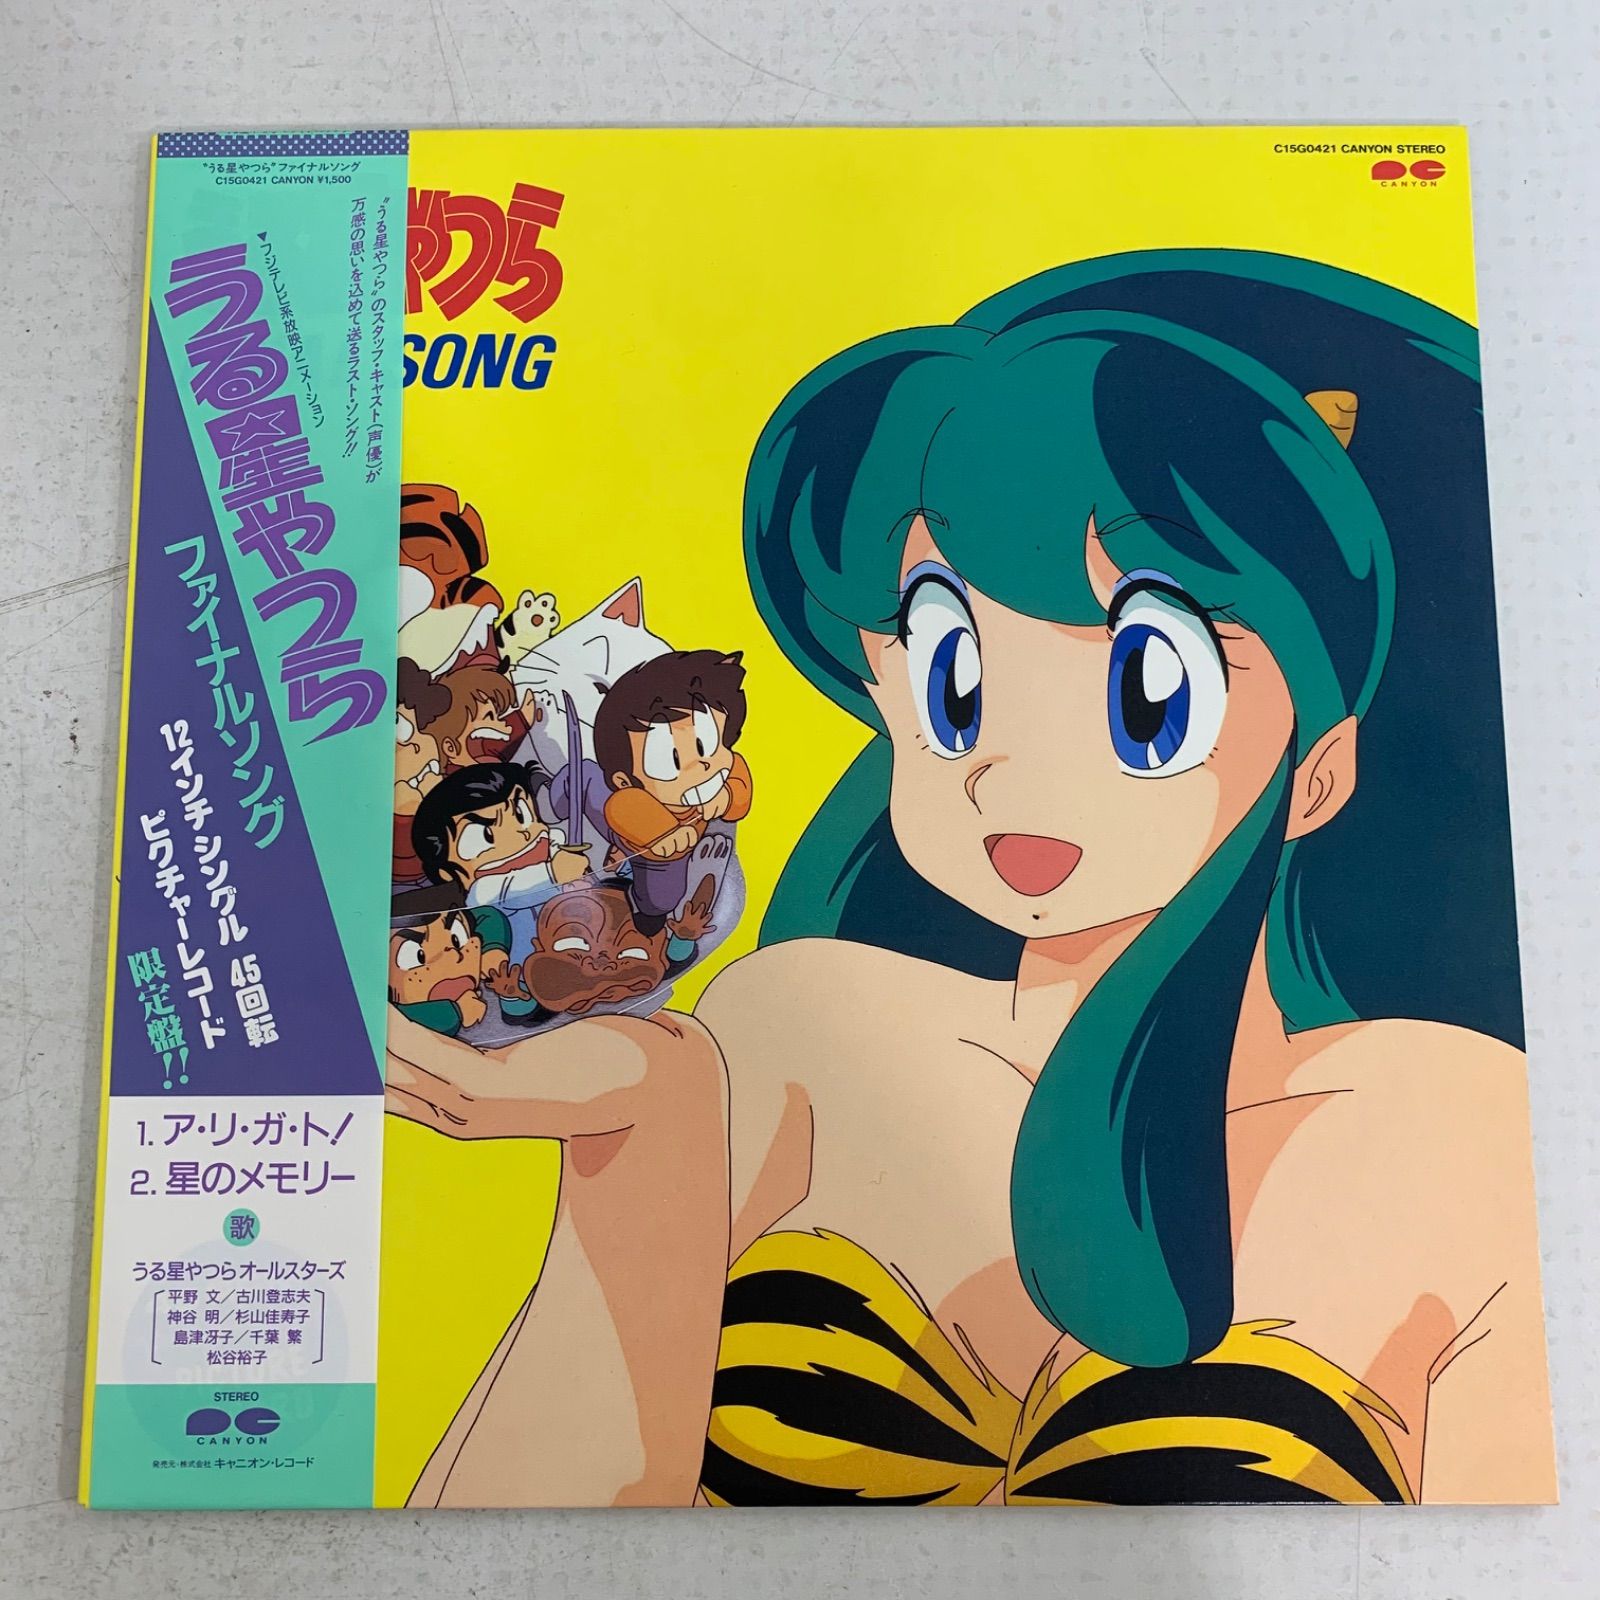 "うる星やつら"ファイナルソング
C15G0421 CANYON ¥1,500
"うる星やつら"のスタッフ・キャスト(声優)が
万感の思いを込めて送るラスト・ソング!!
▼フジテレビ系放映アニメーション
うる星やつら
ファイナルソング
12インチシングル 45回転
ピクチャーレコード
限定盤!!
1. ア・リ・ガ・ト!
2. 星のメモリー
歌
うる星やつらオールスターズ
平野 文/古川登志夫
神谷 明/杉山佳寿子
島津冴子/千葉 繁
松谷裕子
STEREO
CANYON
発売元・株式会社 キャニオン・レコード
やつら
SONG
C15G0421 CANYON STEREO
CANYON